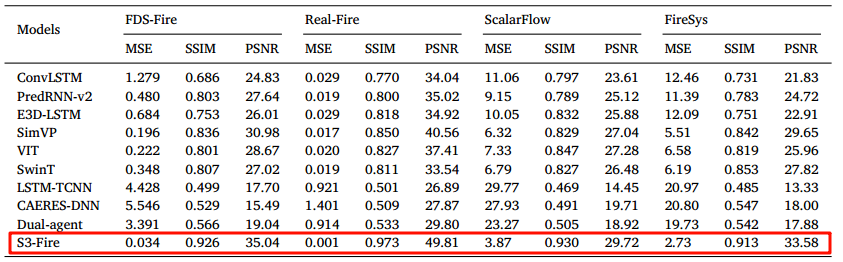 Models FDS-Fire Real-Fire ScalarFlow FireSys
MSE SSIM PSNR MSE SSIM PSNR MSE SSIM PSNR MSE SSIM PSNR
ConvLSTM 1.279 0.686 24.83 0.029 0.770 34.04 11.06 0.797 23.61 12.46 0.731 21.83
PredRNN-v2 0.480 0.803 27.64 0.019 0.800 35.02 9.15 0.789 25.12 11.39 0.783 24.72
E3D-LSTM 0.684 0.753 26.01 0.029 0.818 34.92 10.05 0.832 25.88 12.09 0.751 22.91
SimVP 0.196 0.836 30.98 0.017 0.850 40.56 6.32 0.829 27.04 5.51 0.842 29.65
VIT 0.222 0.801 28.67 0.020 0.827 37.41 7.33 0.847 27.28 6.58 0.819 25.96
SwinT 0.348 0.807 27.02 0.019 0.811 33.54 6.79 0.827 26.48 6.19 0.853 27.82
LSTM-TCNN 4.428 0.499 17.70 0.921 0.501 26.89 29.77 0.469 14.45 20.97 0.485 13.33
CAERES-DNN 5.546 0.529 15.49 1.401 0.509 27.87 27.93 0.491 19.71 20.80 0.547 18.00
Dual-agent 3.391 0.566 19.04 0.914 0.533 29.80 23.27 0.505 18.92 19.73 0.542 17.88
S3-Fire 0.034 0.926 35.04 0.001 0.973 49.81 3.87 0.930 29.72 2.73 0.913 33.58